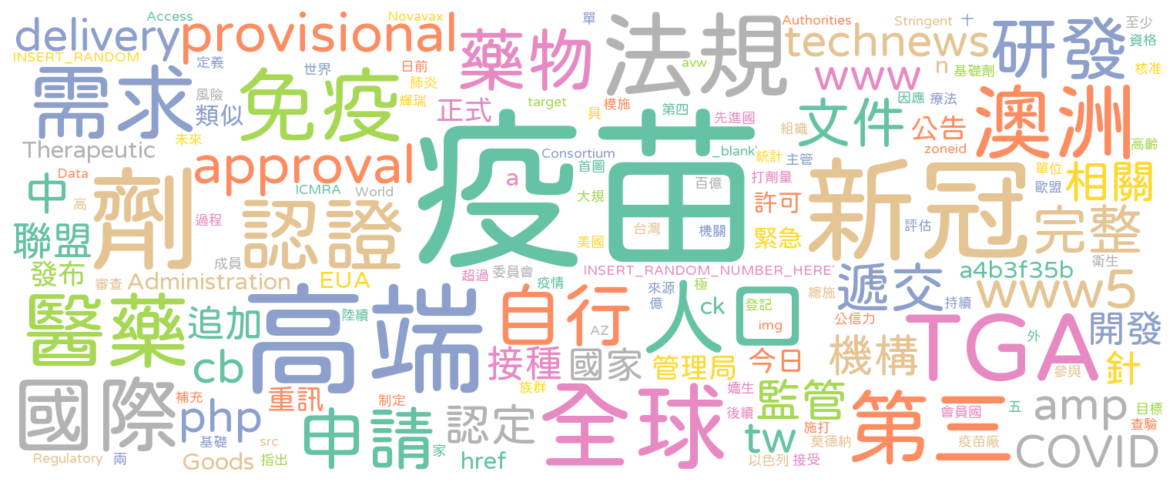 delivery
Access
provisional
Novavax
單
Authorities
Stringent
十
至少
INSERT_RANDOM
定義
世界
日前
藥物
法規
technews
研發
資格
需求
風險
免疫
肺炎
輝瑞
avw
www
n
基礎劑
核准
類似
未來
正式
target
具
模施
第四
先進國
文件
因應
療法
公告
澳洲
Therapeutic
approval
疫苗
組織
zoneid
高齡
Data
ICMRA
World
a
Consortium
首圖
_blank'
統計
主管
單位
歐盟
相關
中
高
劑
認證
過程
大規
百億
打劑量
許可
新冠
評估
完整
聯盟
成員
美國
台灣
機關
緊急
衛生
發布
審查
Administration
EUA
超過
委員會
疫情
INSERT_RANDOM_NUMBER_HERE'
來源
極
總施
遞交
持續
a4b3f35b
www5
醫藥
追加
高端
陸續
自行
人口
億
ck
登記
img
公信力
TGA
外
開發
cb
AZ
接種
國家
管理局
今日
機構
參與
針
國際
補充
重訊
制定
族群
全球
嬌生
監管
第三
會員國
五
amp
目標
php
基礎
src
申請
家
認定
後續
施打
莫德納
tw
疫苗廠
查驗
COVID
Regulatory
兩
Goods
指出
href
以色列
接受